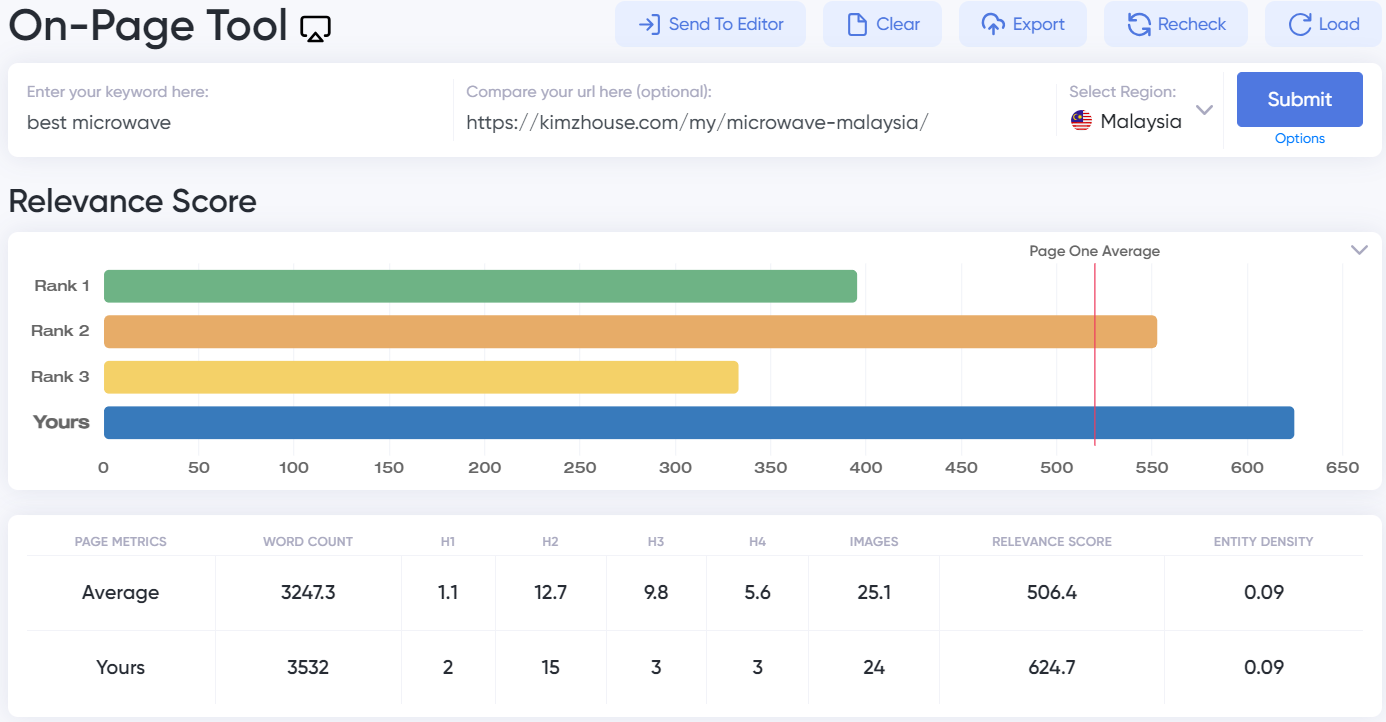 On-Page Tool
Send To Editor
Clear
Export
Recheck
Load
Enter your keyword here:
best microwave
Compare your url here (optional):
https://kimzhouse.com/my/microwave-malaysia/
Select Region:
Malaysia
Submit
Options
Relevance Score
Page One Average
Rank 1
Rank 2
Rank 3
Yours
0 50 100 150 200 250 300 350 400 450 500 550 600 650
PAGE METRICS WORD COUNT H1 H2 H3 H4 IMAGES RELEVANCE SCORE ENTITY DENSITY
Average 3247.3 1.1 12.7 9.8 5.6 25.1 506.4 0.09
Yours 3532 2 15 3 3 24 624.7 0.09